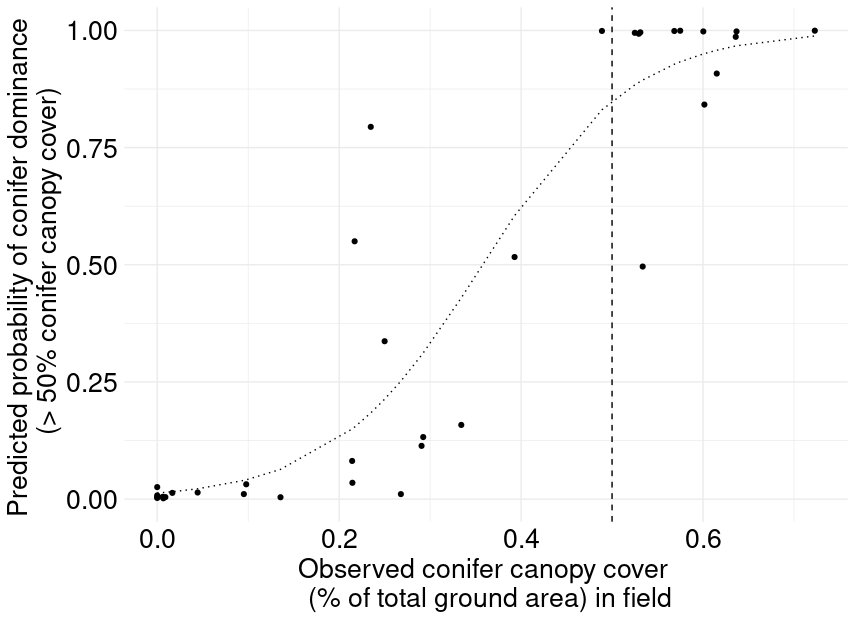 Predicted probability of conifer dominance
(> 50% conifer canopy cover)
1.00
0.75
0.50
0.25
0.00
0.0
0.2
0.4
0.6
Observed conifer canopy cover
(% of total ground area) in field